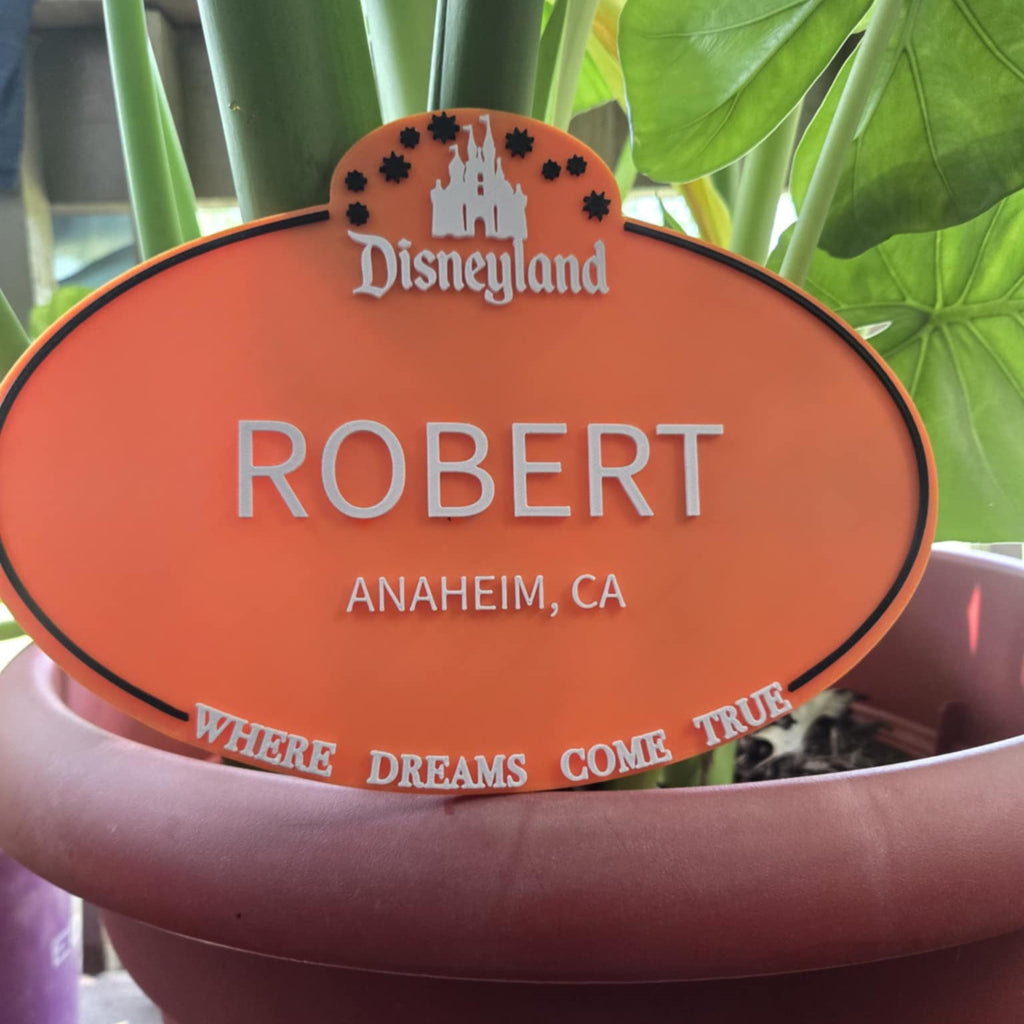 Disneyland
ROBERT
ANAHEIM, CA
WHERE DREAMS COME TRUE